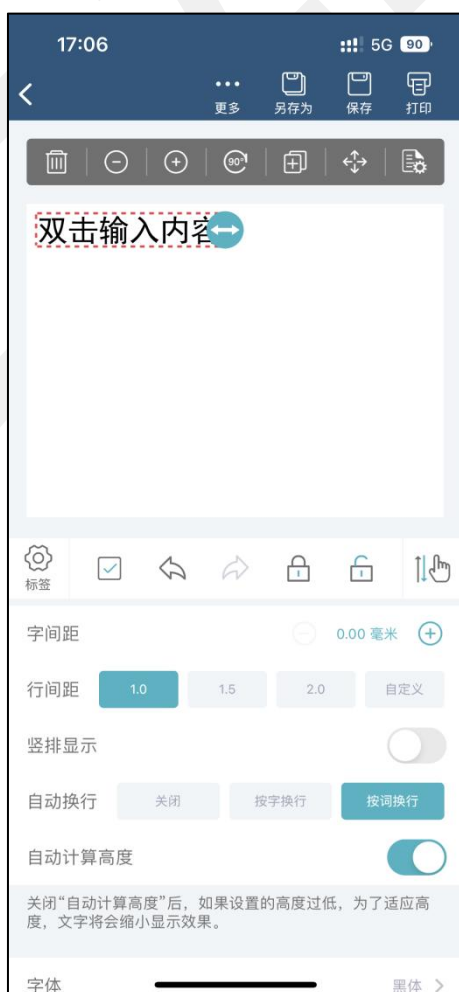 17:06 5G 90
更多 另存为 保存 打印
90°
双击输入内容
标签
字间距 0.00 毫米
行间距 1.0 1.5 2.0 自定义
竖排显示
自动换行 关闭 按字换行 按词换行
自动计算高度
关闭“自动计算高度”后，如果设置的高度过低，为了适应高
度，文字将会缩小显示效果。
字体 黑体